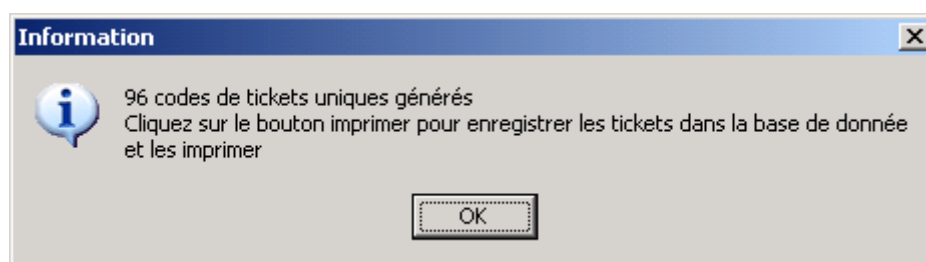 Information
96 codes de tickets uniques générés
Cliquez sur le bouton imprimer pour enregistrer les tickets dans la base de donnée
et les imprimer
OK